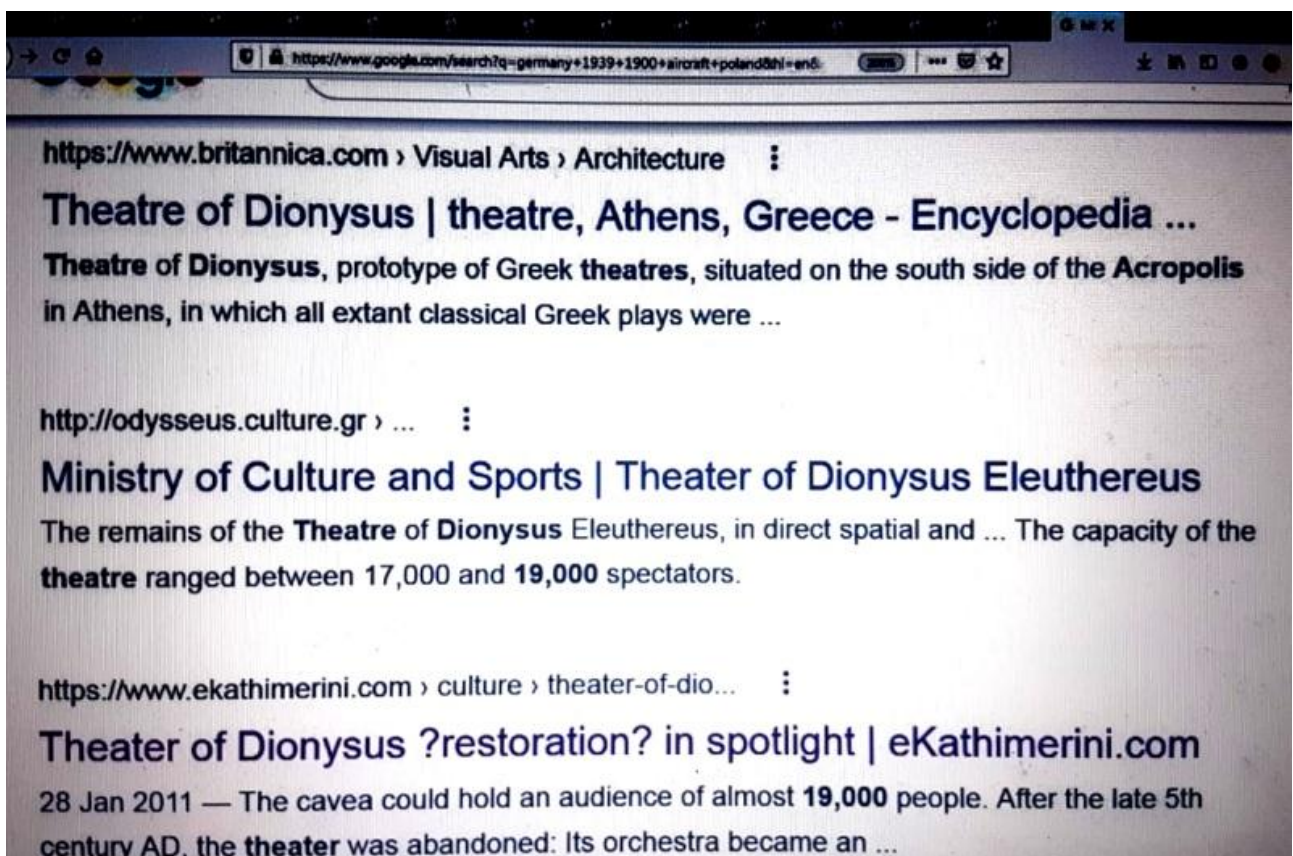 https://www.google.com/search?q=germany+1939+1900+aircraft+poland&hl=en&
https://www.britannica.com › Visual Arts › Architecture
Theatre of Dionysus | theatre, Athens, Greece - Encyclopedia ...
Theatre of Dionysus, prototype of Greek theatres, situated on the south side of the Acropolis
in Athens, in which all extant classical Greek plays were ...
http://odysseus.culture.gr › ...
Ministry of Culture and Sports | Theater of Dionysus Eleuthereus
The remains of the Theatre of Dionysus Eleuthereus, in direct spatial and ... The capacity of the
theatre ranged between 17,000 and 19,000 spectators.
https://www.ekathimerini.com › culture › theater-of-dio...
Theater of Dionysus ?restoration? in spotlight | eKathimerini.com
28 Jan 2011 — The cavea could hold an audience of almost 19,000 people. After the late 5th
century AD, the theater was abandoned: Its orchestra became an ...